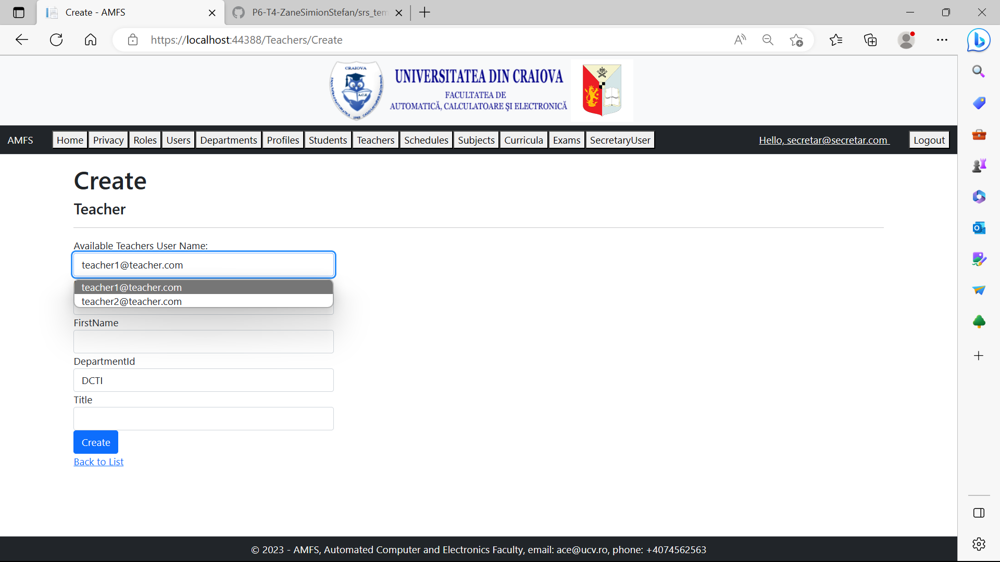 Create - AMFS
P6-T4-ZaneSimionStefan/srs_tem
https://localhost:44388/Teachers/Create
CRAIOVA
A.C.E.
UNIVERSITATEA DIN CRAIOVA
FACULTATEA DE
AUTOMATICĂ, CALCULATOARE ȘI ELECTRONICĂ
AMFS
Home
Privacy
Roles
Users
Departments
Profiles
Students
Teachers
Schedules
Subjects
Curricula
Exams
SecretaryUser
Hello, secretar@secretar.com
Logout
Create
Teacher
Available Teachers User Name:
teacher1@teacher.com
teacher1@teacher.com
teacher2@teacher.com
FirstName
DepartmentId
DCTI
Title
Create
Back to List
© 2023 - AMFS, Automated Computer and Electronics Faculty, email: ace@ucv.ro, phone: +4074562563